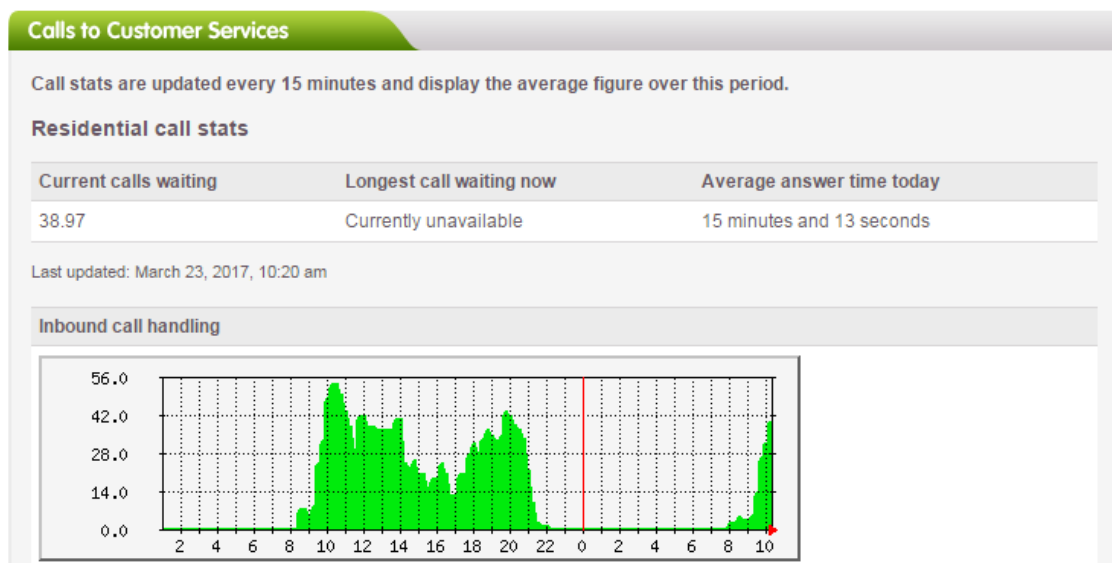 Calls to Customer Services
Call stats are updated every 15 minutes and display the average figure over this period.
Residential call stats
Current calls waiting Longest call waiting now Average answer time today
38.97 Currently unavailable 15 minutes and 13 seconds
Last updated: March 23, 2017, 10:20 am
Inbound call handling
56.0
42.0
28.0
14.0
0.0
2 4 6 8 10 12 14 16 18 20 22 0 2 4 6 8 10